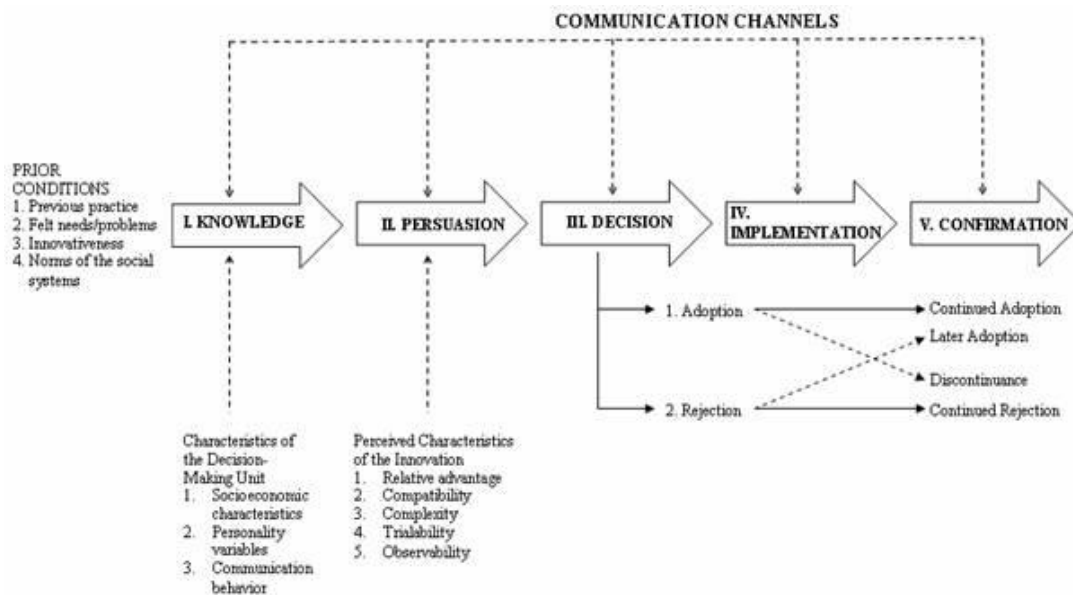 COMMUNICATION CHANNELS
PRIOR
CONDITIONS
1. Previous practice
2. Felt needs/problems
3. Innovativeness
4. Norms of the social
systems
I. KNOWLEDGE
II. PERSUASION
III. DECISION
IV.
IMPLEMENTATION
V. CONFIRMATION
1. Adoption
2. Rejection
Continued Adoption
Later Adoption
Discontinuance
Continued Rejection
Characteristics of
the Decision-
Making Unit
1. Socioeconomic
characteristics
2. Personality
variables
3. Communication
behavior
Perceived Characteristics
of the Innovation
1. Relative advantage
2. Compatibility
3. Complexity
4. Trialability
5. Observability